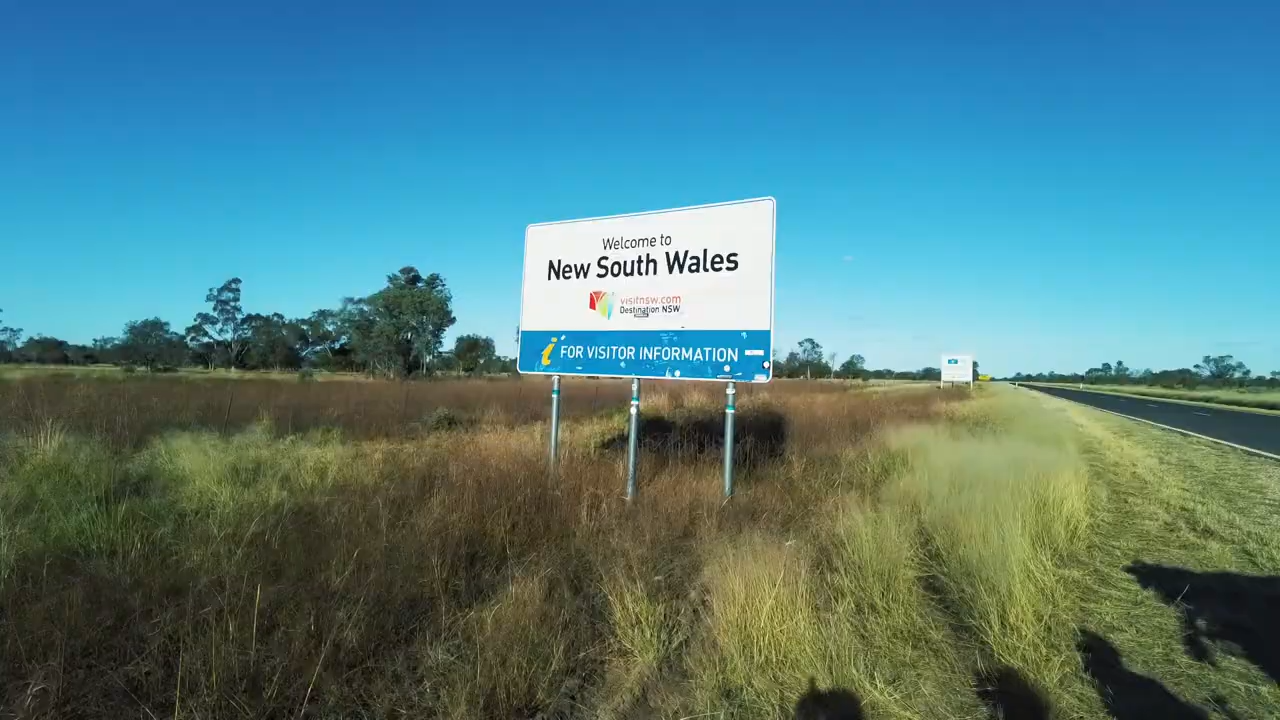 Welcome to
New South Wales
visitnsw.com
Destination NSW
FOR VISITOR INFORMATION